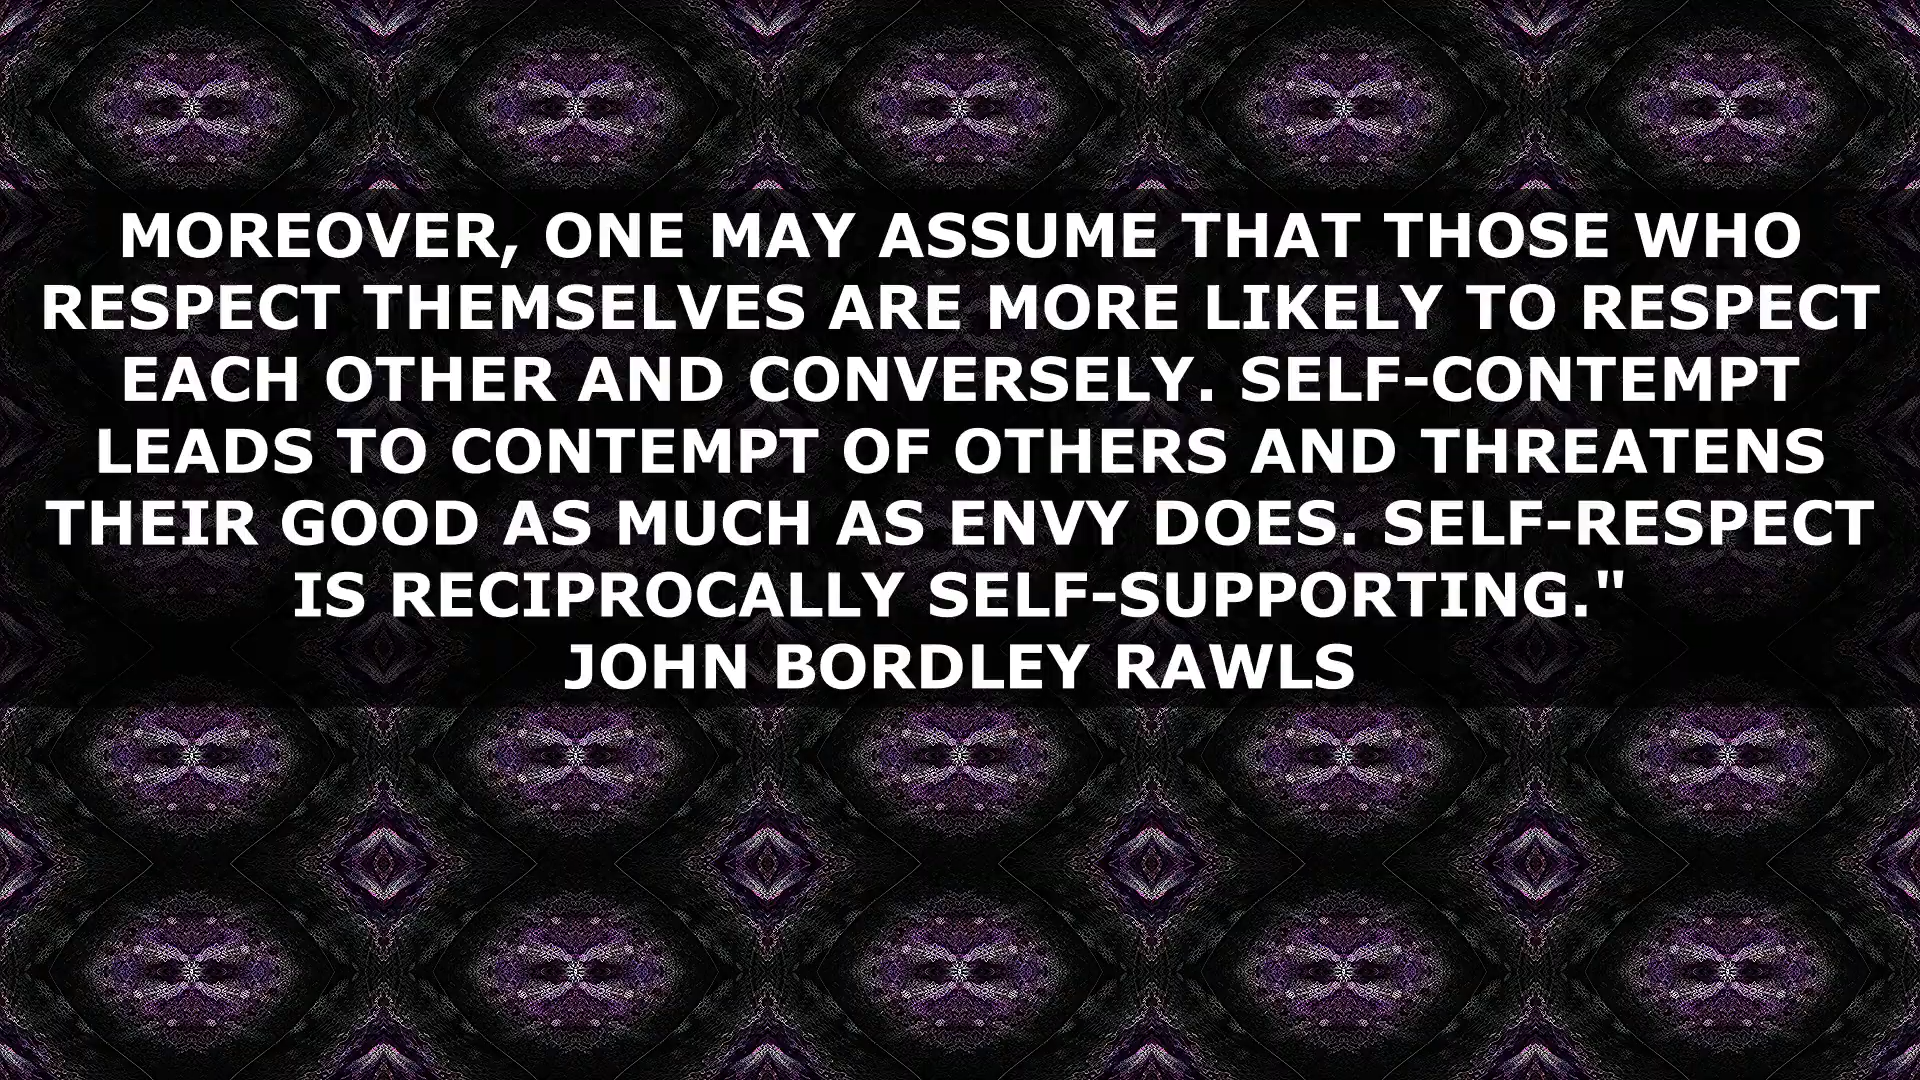 MOREOVER, ONE MAY ASSUME THAT THOSE WHO
RESPECT THEMSELVES ARE MORE LIKELY TO RESPECT
EACH OTHER AND CONVERSELY. SELF-CONTEMPT
LEADS TO CONTEMPT OF OTHERS AND THREATENS
THEIR GOOD AS MUCH AS ENVY DOES. SELF-RESPECT
IS RECIPROCALLY SELF-SUPPORTING."
JOHN BORDLEY RAWLS